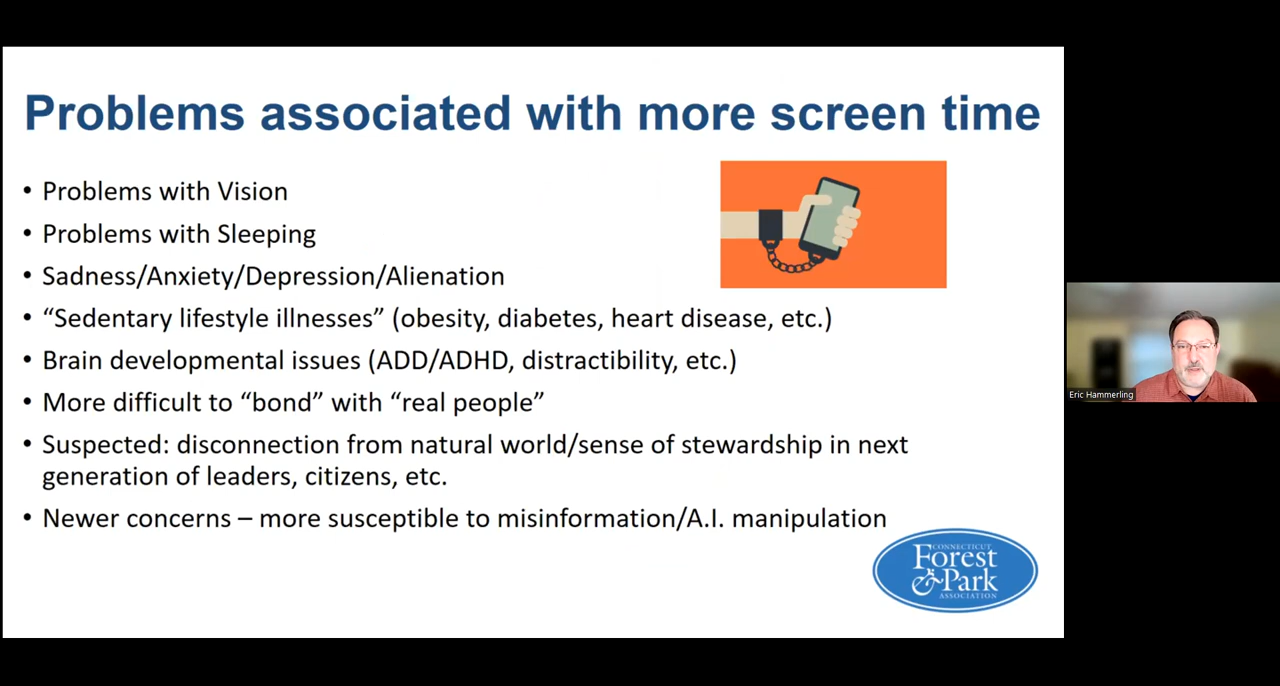 Problems associated with more screen time
• Problems with Vision
• Problems with Sleeping
• Sadness/Anxiety/Depression/Alienation
• “Sedentary lifestyle illnesses” (obesity, diabetes, heart disease, etc.)
• Brain developmental issues (ADD/ADHD, distractibility, etc.)
• More difficult to “bond” with “real people”
• Suspected: disconnection from natural world/sense of stewardship in next
generation of leaders, citizens, etc.
• Newer concerns – more susceptible to misinformation/A.I. manipulation
CONNECTICUT
Forest
& Park
ASSOCIATION
Eric Hammerling